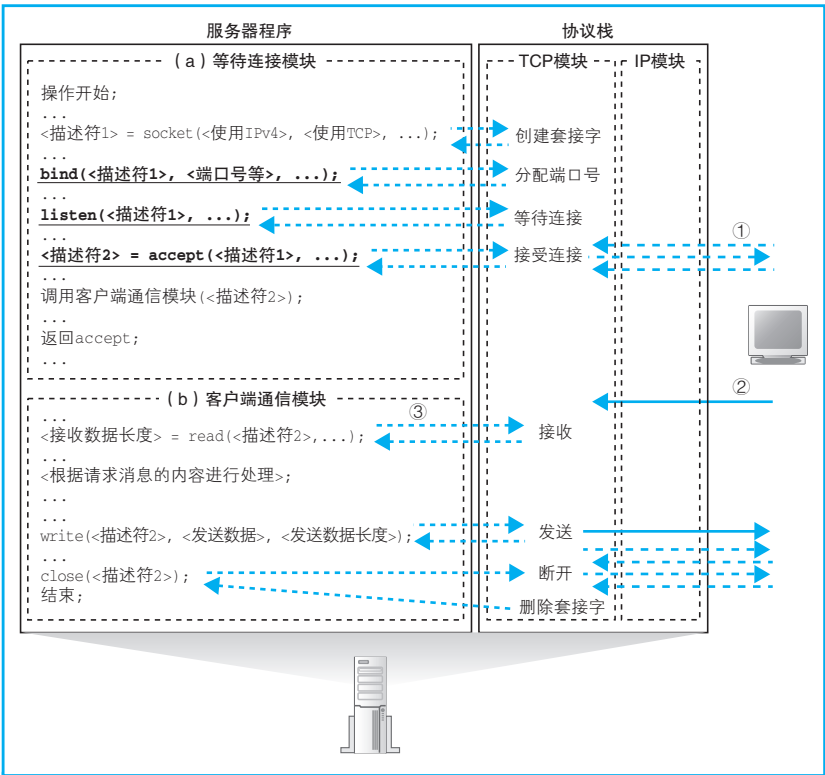 服务器程序
协议栈
(a)等待连接模块
TCP模块
IP模块
操作开始;
...
<描述符1> = socket(<使用IPv4>, <使用TCP>, ...);
创建套接字
...
bind(<描述符1>, <端口号等>, ...);
分配端口号
...
listen(<描述符1>, ...);
等待连接
...
①
<描述符2> = accept(<描述符1>, ...);
接受连接
...
调用客户端通信模块(<描述符2>);
...
返回accept;
...
(b)客户端通信模块
②
...
③
<接收数据长度> = read(<描述符2>,...);
接收
...
<根据请求消息的内容进行处理>;
...
...
write(<描述符2>, <发送数据>, <发送数据长度>);
发送
...
close(<描述符2>);
断开
结束;
删除套接字